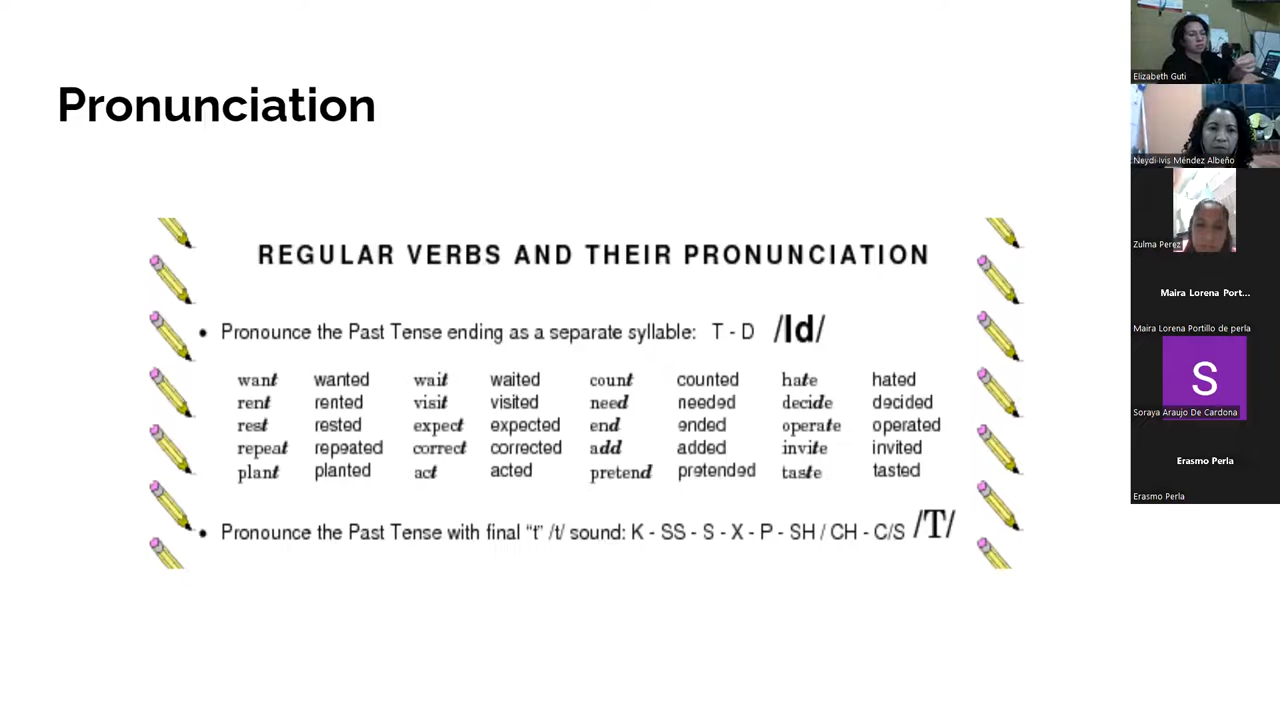 Pronunciation
REGULAR VERBS AND THEIR PRONUNCIATION
• Pronounce the Past Tense ending as a separate syllable: T - D /Id/
want wanted wait waited count counted hate hated
rent rented visit visited need needed decide decided
rest rested expect expected end ended operate operated
repeat repeated correct corrected add added invite invited
plant planted act acted pretend pretended taste tasted
• Pronounce the Past Tense with final "t" /t/ sound: K - SS - S - X - P - SH / CH - C/S /T/
Elizabeth Guti
Neydi Ivis Méndez Albeño
Zulma Perez
Maira Lorena Port...
Maira Lorena Portillo de perla
S
Soraya Araujo De Cardona
Erasmo Perla
Erasmo Perla